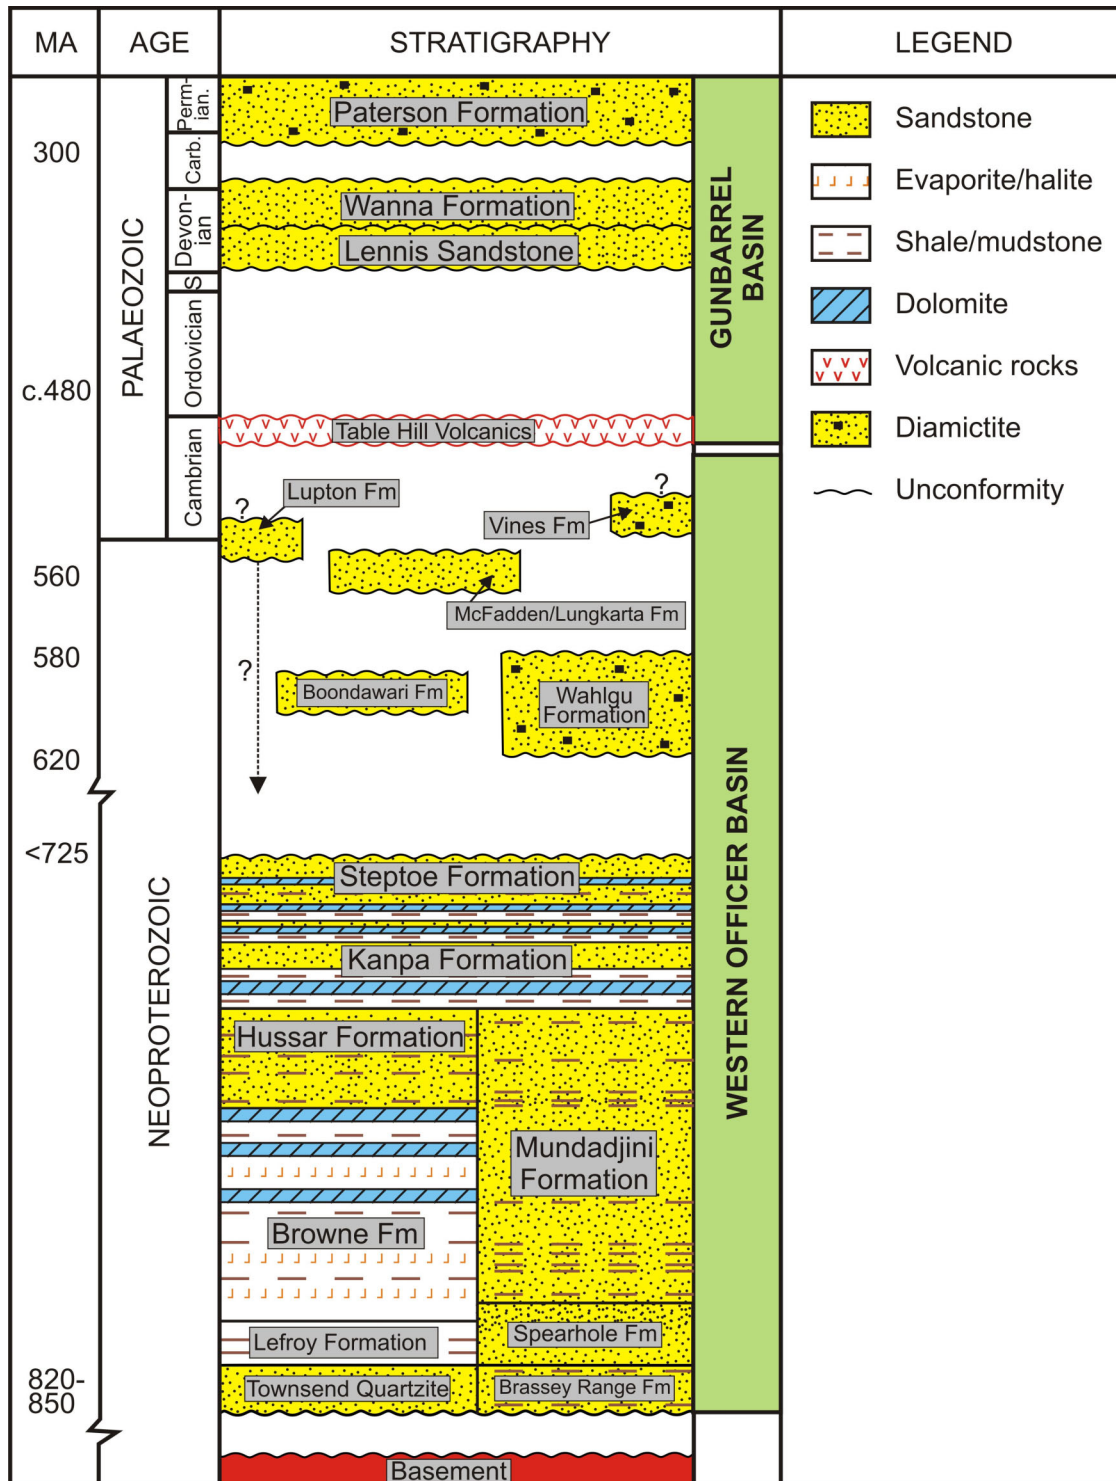 MA
AGE
STRATIGRAPHY
LEGEND
Perm-
ian.
Paterson Formation
Sandstone
300
Carb.
Evaporite/halite
Wanna Formation
Devon-
ian
Lennis Sandstone
Shale/mudstone
S
GUNBARREL
BASIN
Dolomite
PALAEOZOIC
Ordovician
c.480
Volcanic rocks
Table Hill Volcanics
Diamictite
Cambrian
? Lupton Fm
?
Vines Fm
Unconformity
560
McFadden/Lungkarta Fm
580
?
Boondawari Fm
Wahlgu
Formation
620
<725
Steptoe Formation
Kanpa Formation
WESTERN OFFICER BASIN
NEOPROTEROZOIC
Hussar Formation
Mundadjini
Formation
Browne Fm
Lefroy Formation
Spearhole Fm
820-
850
Townsend Quartzite
Brassey Range Fm
Basement